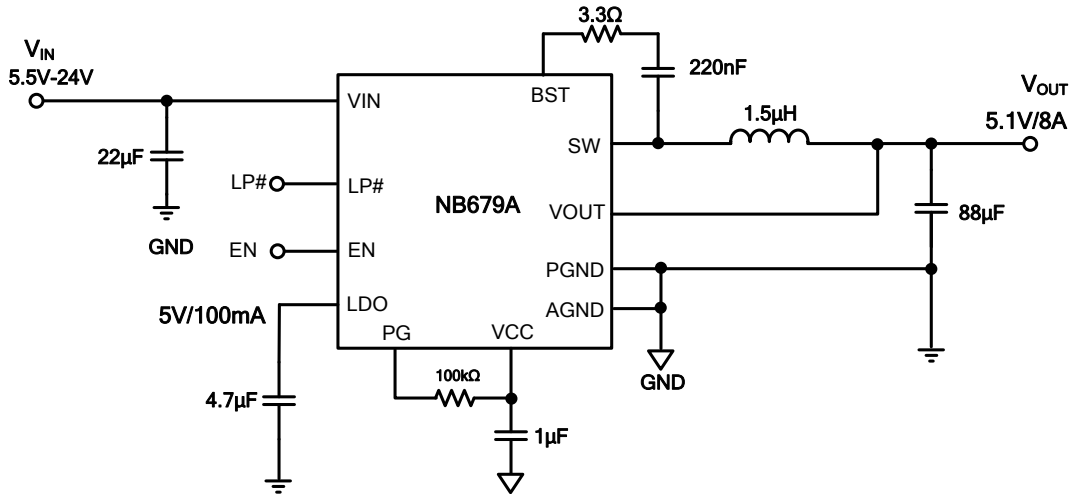 3.3Ω
V_IN
5.5V-24V
220nF
V_OUT
5.1V/8A
VIN
BST
1.5µH
SW
22µF
LP#
LP#
NB679A
VOUT
88µF
GND
EN
EN
PGND
LDO
AGND
5V/100mA
PG
VCC
GND
100kΩ
4.7µF
1µF